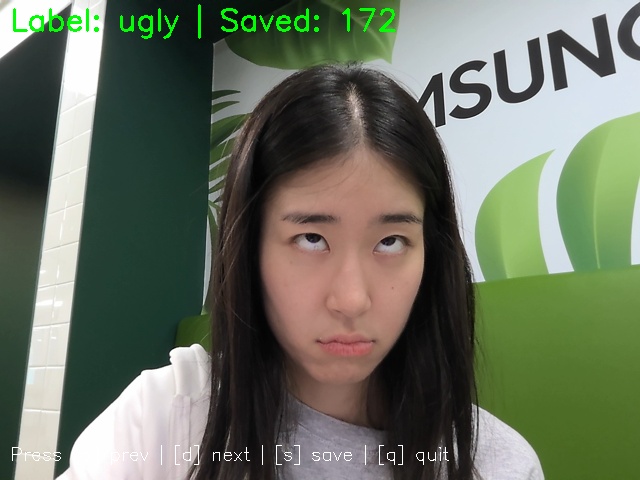 Label: ugly | Saved: 172
MSUNG
Press prev | [d] next | [s] save | [q] quit